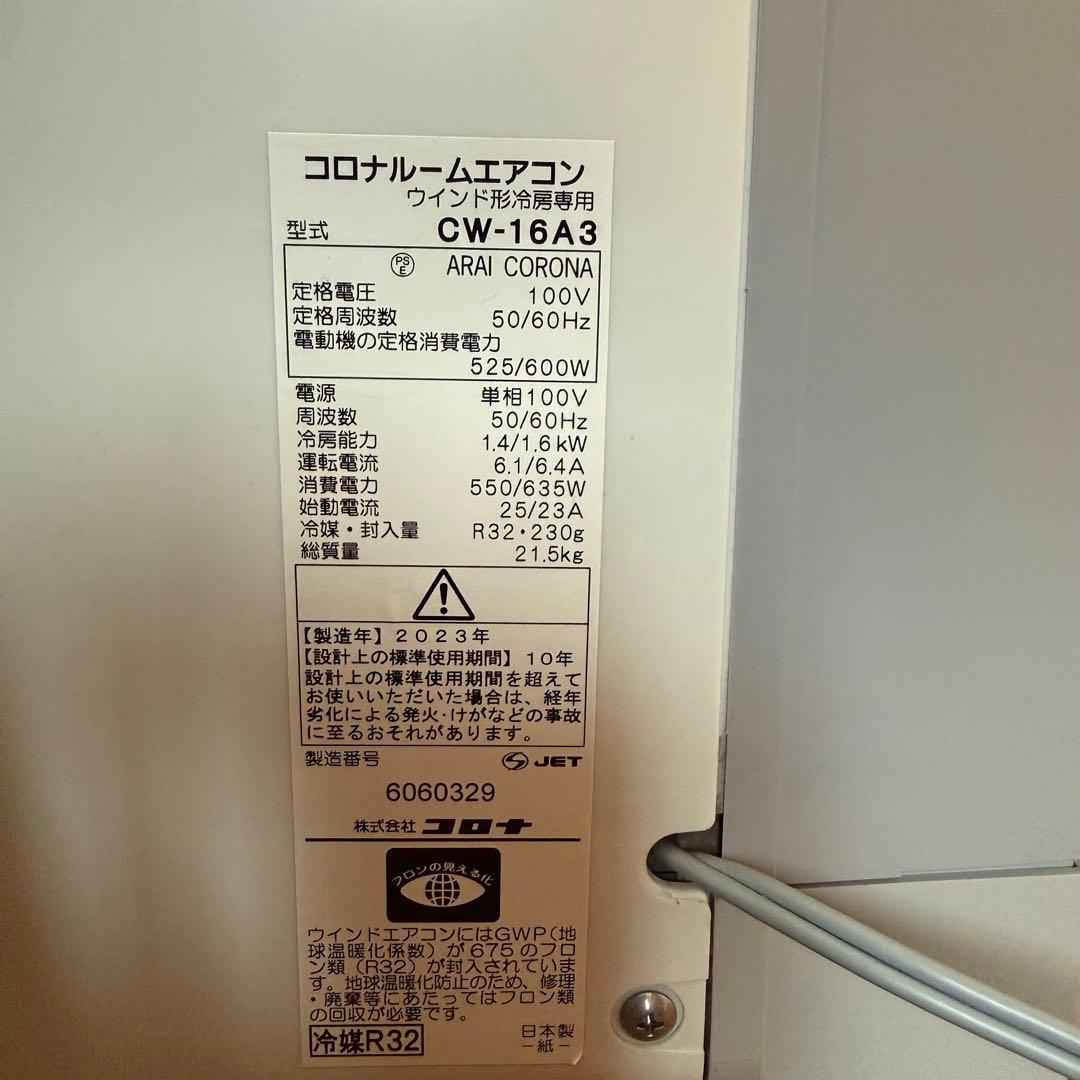 コロナルームエアコン
ウインド形冷房専用
型式 CW-16A3
PSE ARAI CORONA
定格電圧 100V
定格周波数 50/60Hz
電動機の定格消費電力
525/600W
電源 単相100V
周波数 50/60Hz
冷房能力 1.4/1.6kW
運転電流 6.1/6.4A
消費電力 550/635W
始動電流 25/23A
冷媒・封入量 R32・230g
総質量 21.5kg
【製造年】2023年
【設計上の標準使用期間】10年
設計上の標準使用期間を超えて
お使いいただいた場合は、経年
劣化による発火・けがなどの事故
に至るおそれがあります。
製造番号 JET
6060329
株式会社 コロナ
フロンの見える化
ウインドエアコンにはGWP(地
球温暖化係数)が675のフロ
ン類(R32)が封入されていま
す。地球温暖化防止のため、修理
・廃棄等にあたってはフロン類
の回収が必要です。
冷媒R32 日本製
－紙－